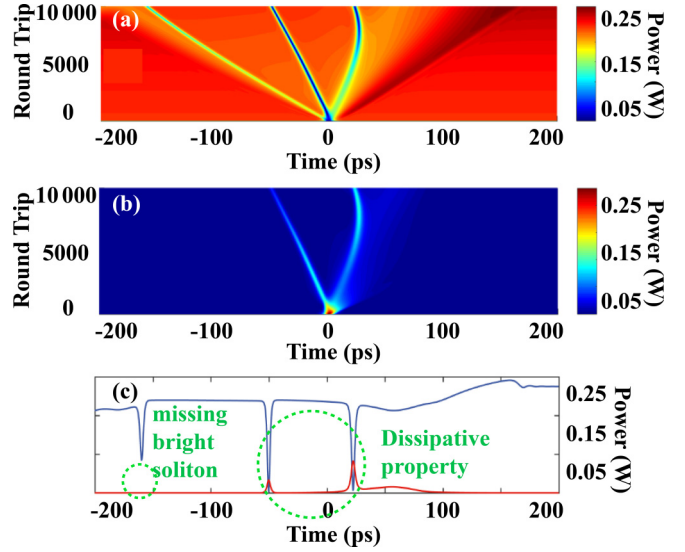 (a)
10 000
5000
0
Round Trip
-200 -100 0 100 200
Time (ps)
0.25
0.15
0.05
Power (W)
(b)
10 000
5000
0
Round Trip
-200 -100 0 100 200
Time (ps)
0.25
0.15
0.05
Power (W)
(c)
missing
bright
soliton
Dissipative
property
0.25
0.15
0.05
Power (W)
-200 -100 0 100 200
Time (ps)